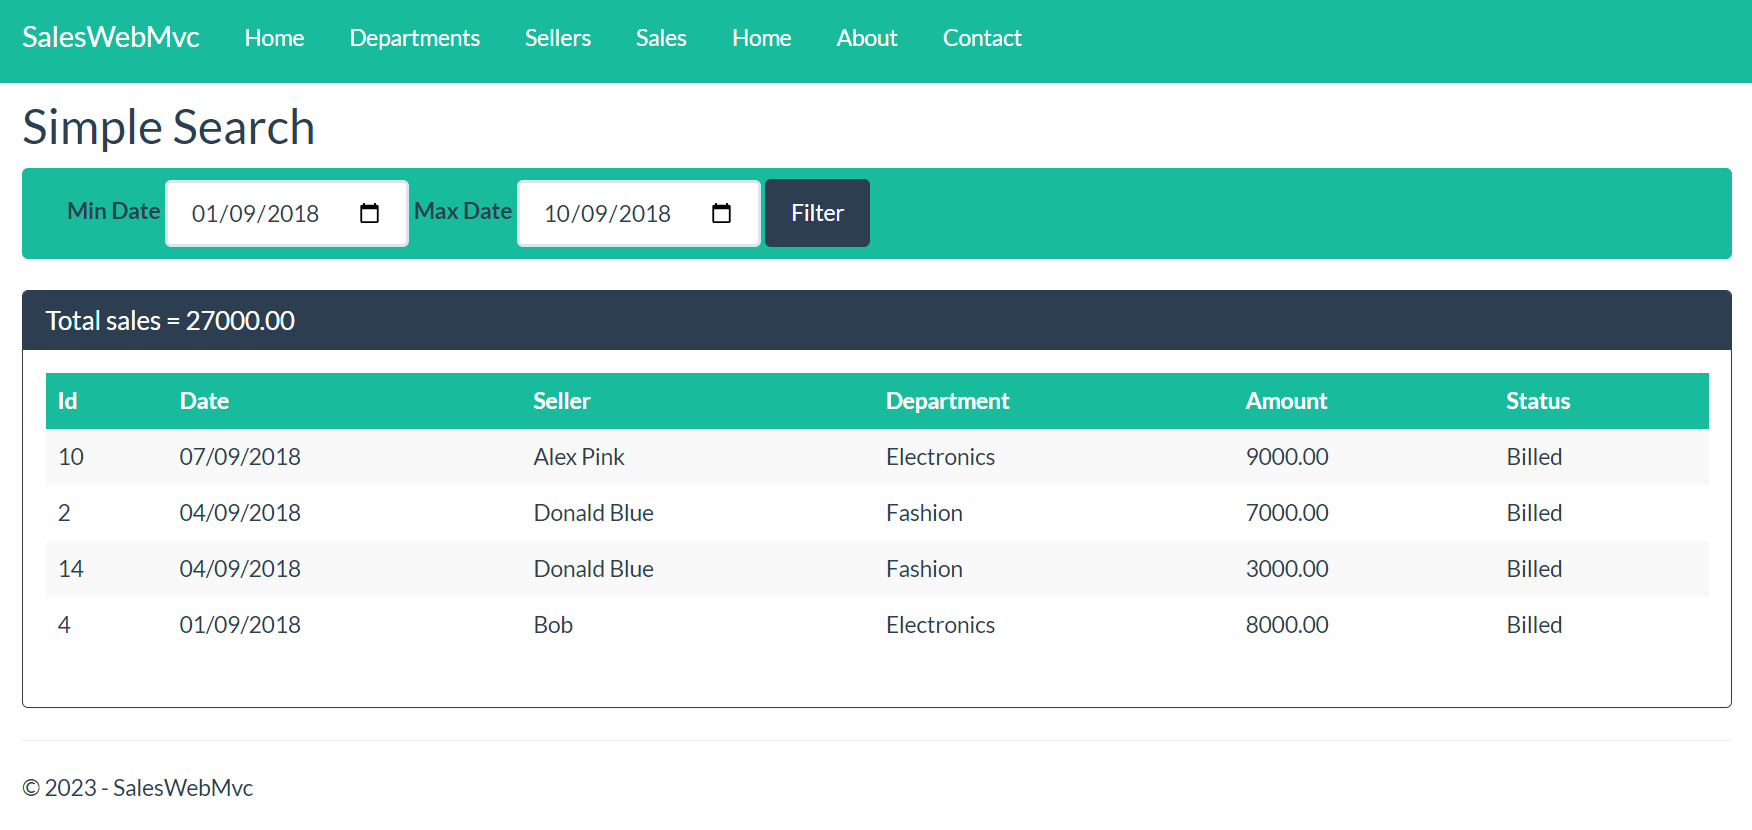 SalesWebMvc Home Departments Sellers Sales Home About Contact
Simple Search
Min Date 01/09/2018 Max Date 10/09/2018 Filter
Total sales = 27000.00
Id Date Seller Department Amount Status
10 07/09/2018 Alex Pink Electronics 9000.00 Billed
2 04/09/2018 Donald Blue Fashion 7000.00 Billed
14 04/09/2018 Donald Blue Fashion 3000.00 Billed
4 01/09/2018 Bob Electronics 8000.00 Billed
© 2023 - SalesWebMvc